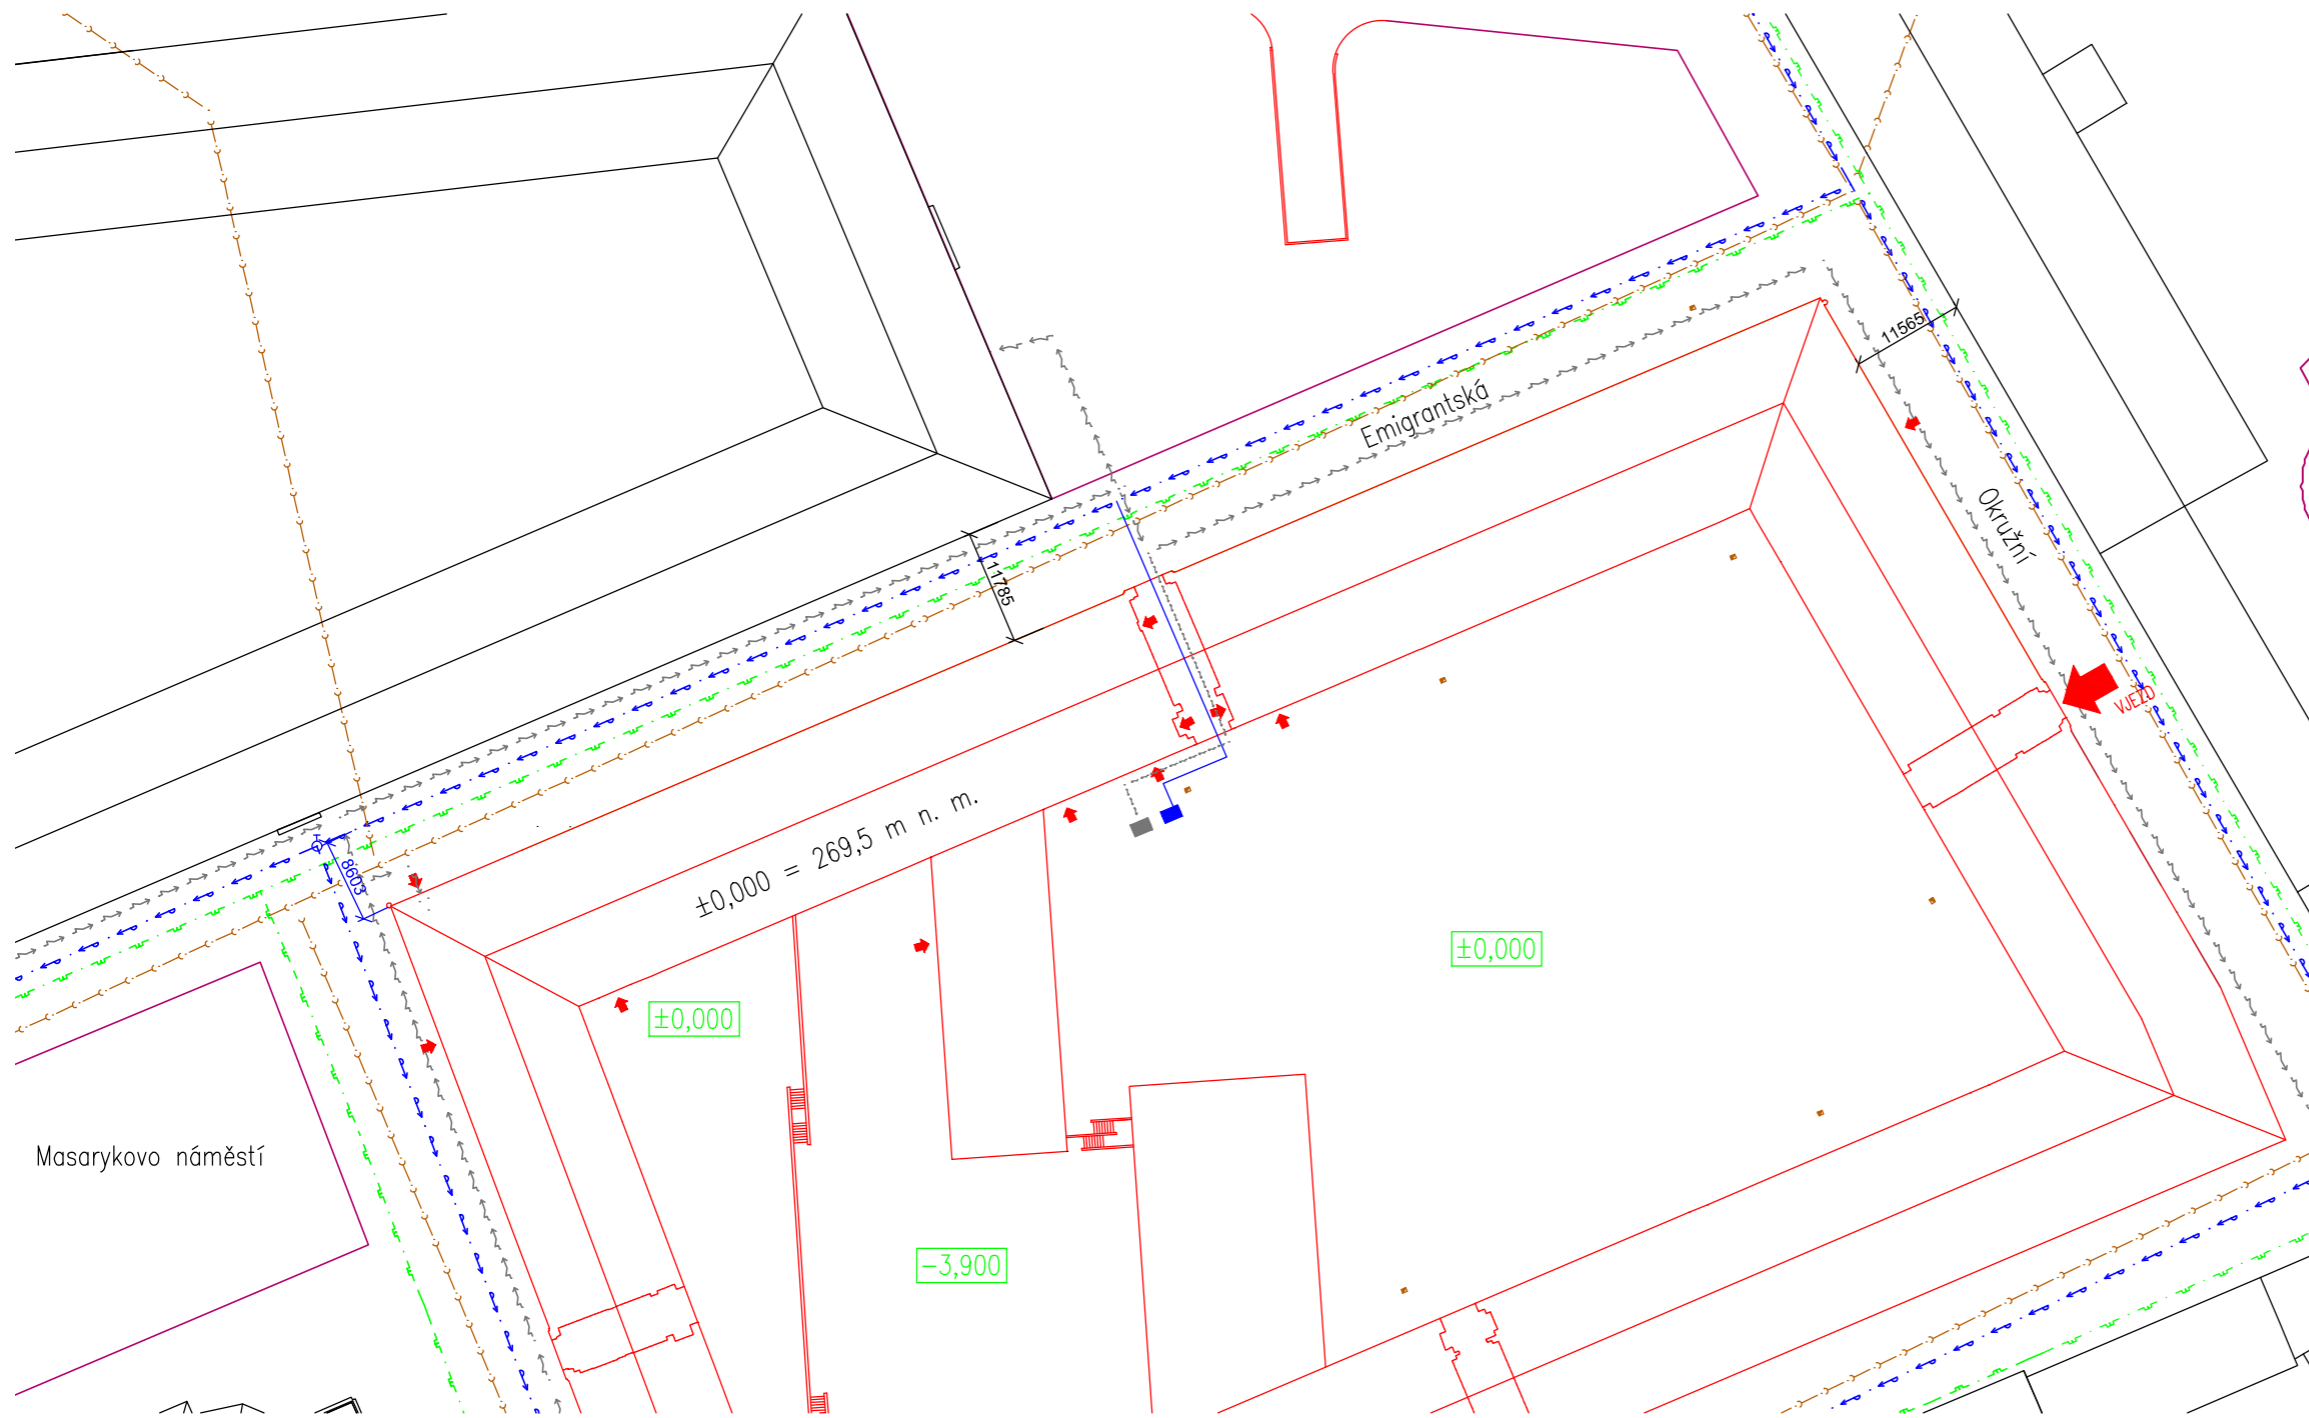 11565
Emigrantská
Okružní
11785
VJEZD
±0,000 = 269,5 m n. m.
8603
±0,000
±0,000
Masarykovo náměstí
-3,900